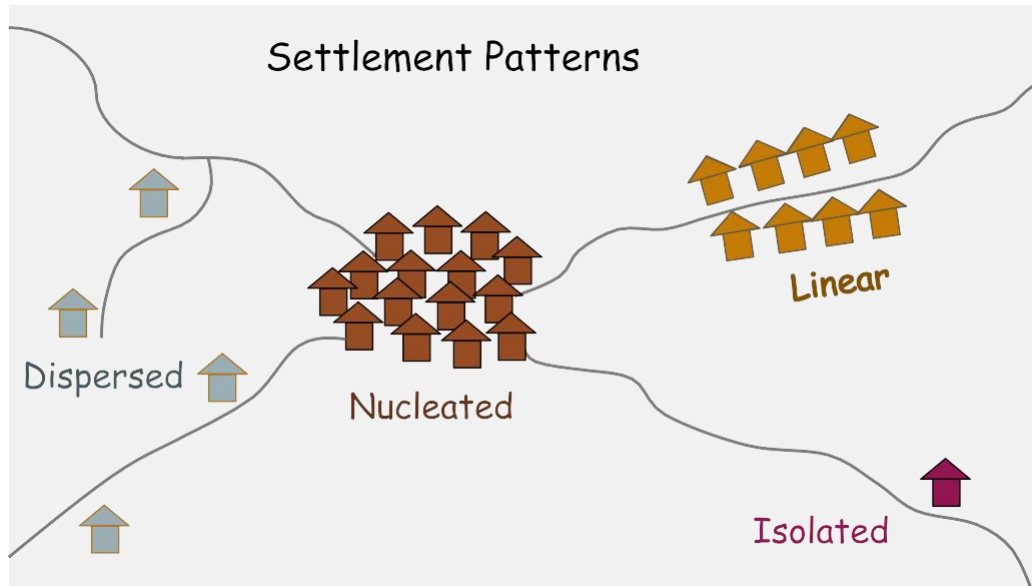 Settlement Patterns
Linear
Dispersed
Nucleated
Isolated